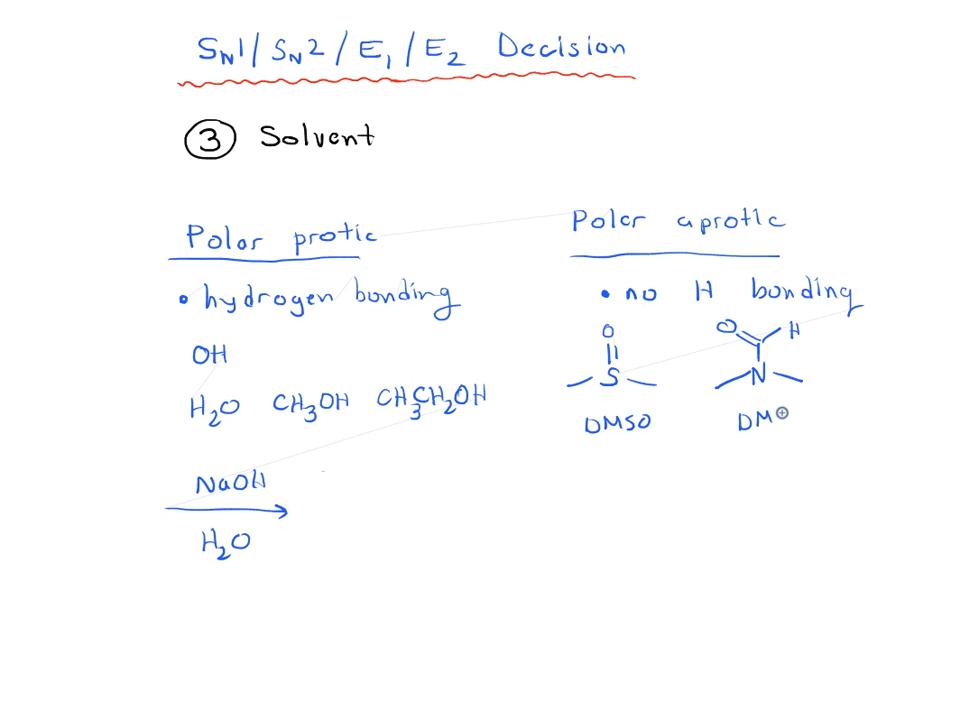 SN1/SN2/E1/E2 Decision
3 Solvent
Polar protic
• hydrogen bonding
OH
H2O CH3OH CH3CH2OH
NaOH
H2O
Polar aprotic
• no H bonding
O
S
DMSO
O H
N
DM